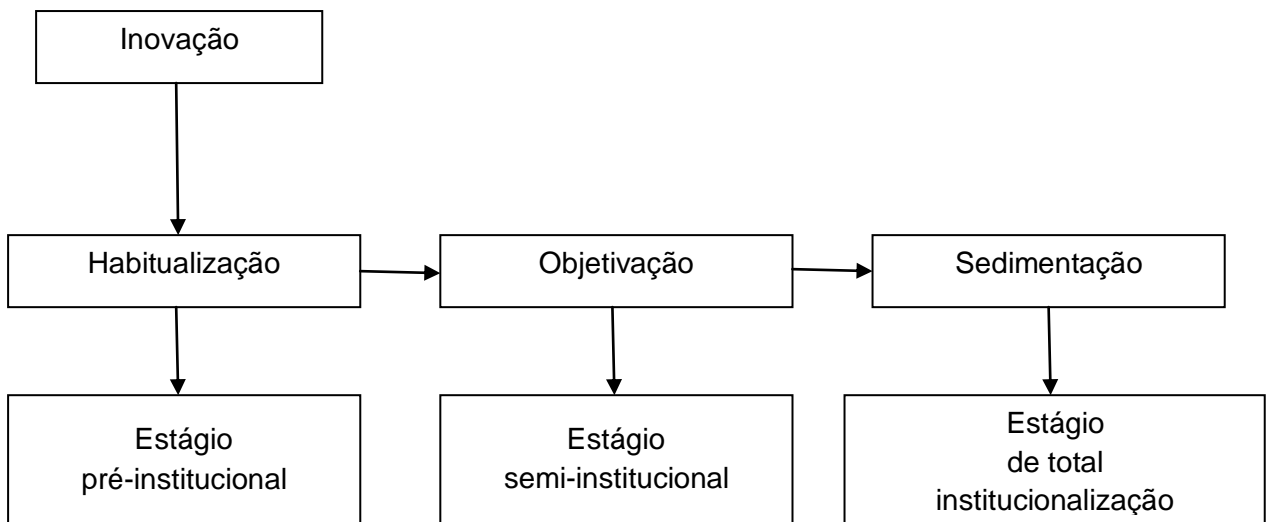 Inovação
Habitualização
Objetivação
Sedimentação
Estágio
pré-institucional
Estágio
semi-institucional
Estágio
de total
institucionalização